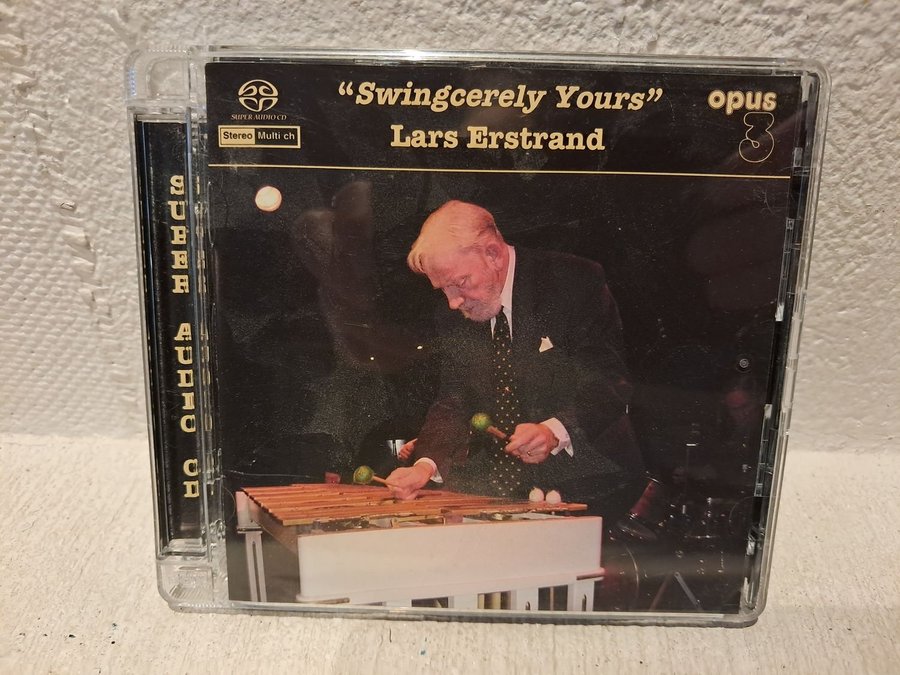 SUPER AUDIO CD
SUPER AUDIO CD
Stereo Multi ch
“Swingcerely Yours”
Lars Erstrand
opus
3